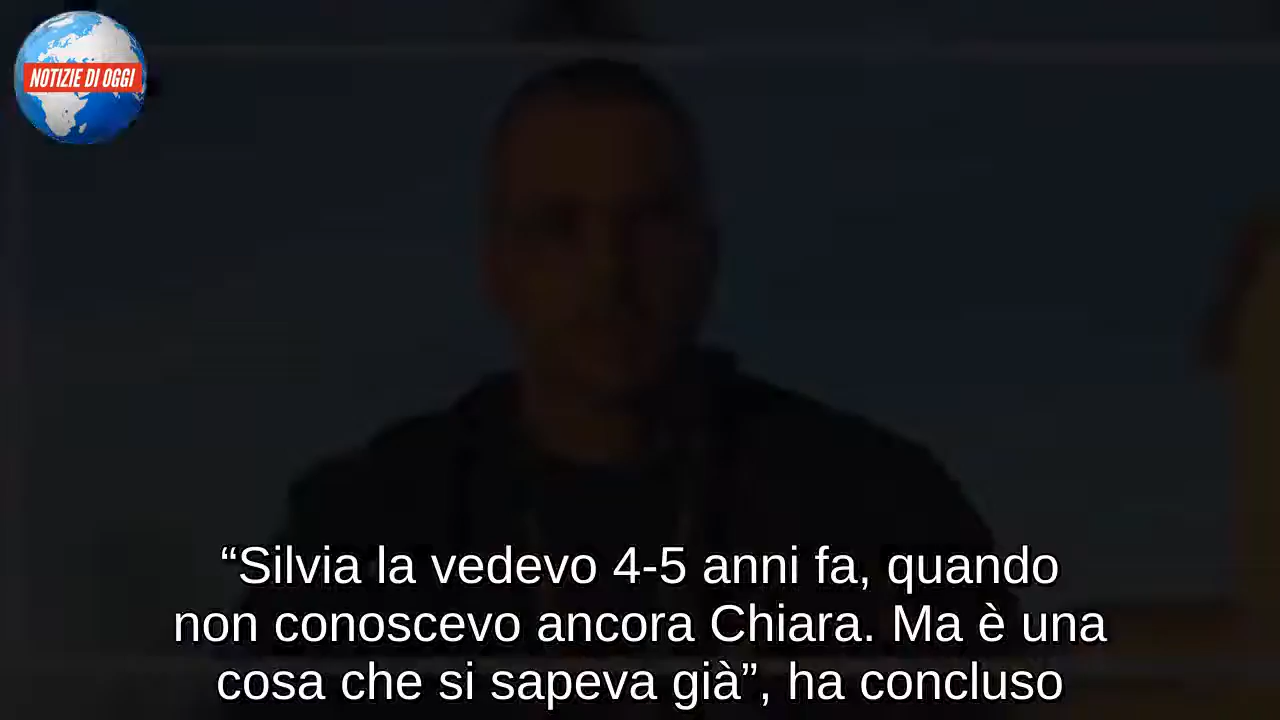 NOTIZIE DI OGGI
“Silvia la vedevo 4-5 anni fa, quando
non conoscevo ancora Chiara. Ma è una
cosa che si sapeva già”, ha concluso